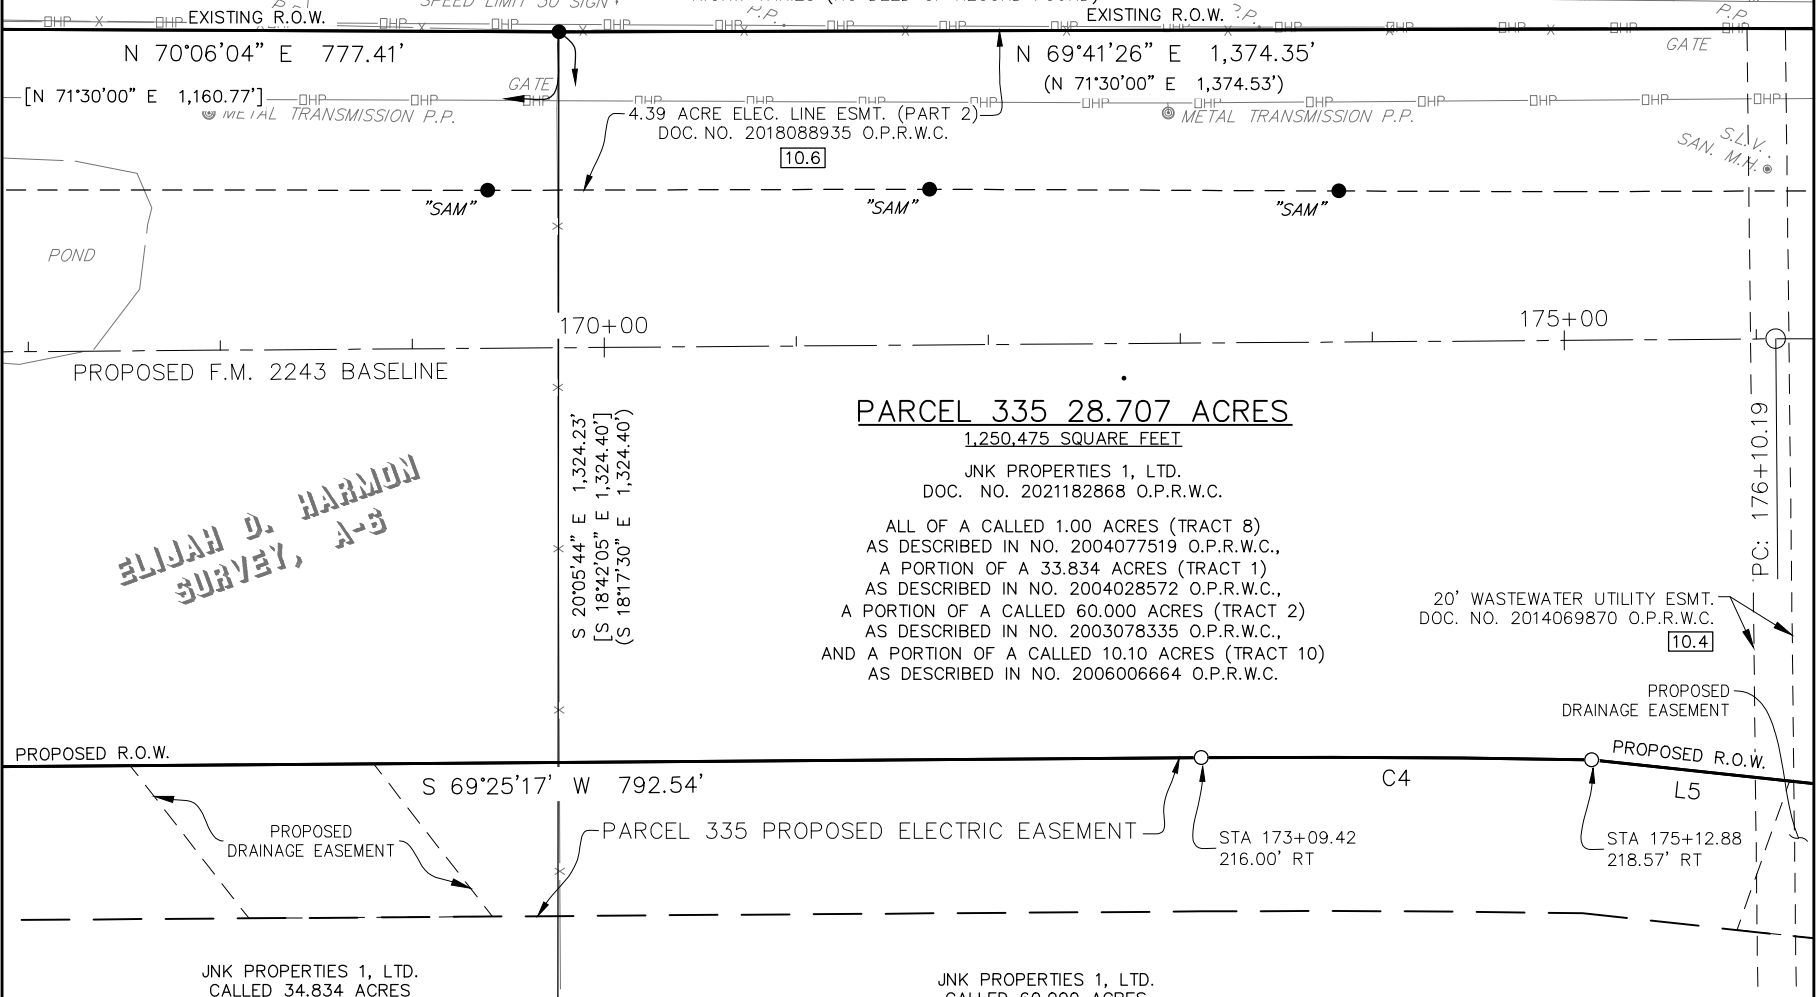 SPEED LIMIT 50 SIGN
EXISTING R.O.W.
P.P.
EXISTING R.O.W.
P.P.
P.P.
OHP
N 70°06'04" E 777.41'
N 69°41'26" E 1,374.35'
GATE
[N 71°30'00" E 1,160.77']
GATE
(N 71°30'00" E 1,374.53')
OHP
METAL TRANSMISSION P.P.
4.39 ACRE ELEC. LINE ESMT. (PART 2)
DOC. NO. 2018088935 O.P.R.W.C.
10.6
METAL TRANSMISSION P.P.
S.L.V.
SAN. M.H.
"SAM"
"SAM"
"SAM"
POND
170+00
175+00
PROPOSED F.M. 2243 BASELINE
PC: 176+10.19
PARCEL 335 28.707 ACRES
1,250,475 SQUARE FEET
JNK PROPERTIES 1, LTD.
DOC. NO. 2021182868 O.P.R.W.C.
ALL OF A CALLED 1.00 ACRES (TRACT 8)
AS DESCRIBED IN NO. 2004077519 O.P.R.W.C.,
A PORTION OF A 33.834 ACRES (TRACT 1)
AS DESCRIBED IN NO. 2004028572 O.P.R.W.C.,
A PORTION OF A CALLED 60.000 ACRES (TRACT 2)
AS DESCRIBED IN NO. 2003078335 O.P.R.W.C.,
AND A PORTION OF A CALLED 10.10 ACRES (TRACT 10)
AS DESCRIBED IN NO. 2006006664 O.P.R.W.C.
S 20°05'44" E 1,324.23'
[S 18°42'05" E 1,324.40']
(S 18°17'30" E 1,324.40')
ELIJAH D. HARMON
SURVEY, A-6
20' WASTEWATER UTILITY ESMT.
DOC. NO. 2014069870 O.P.R.W.C.
10.4
PROPOSED
DRAINAGE EASEMENT
PROPOSED R.O.W.
PROPOSED R.O.W.
S 69°25'17' W 792.54'
C4
L5
PROPOSED
DRAINAGE EASEMENT
PARCEL 335 PROPOSED ELECTRIC EASEMENT
STA 173+09.42
216.00' RT
STA 175+12.88
218.57' RT
JNK PROPERTIES 1, LTD.
CALLED 34.834 ACRES
JNK PROPERTIES 1, LTD.